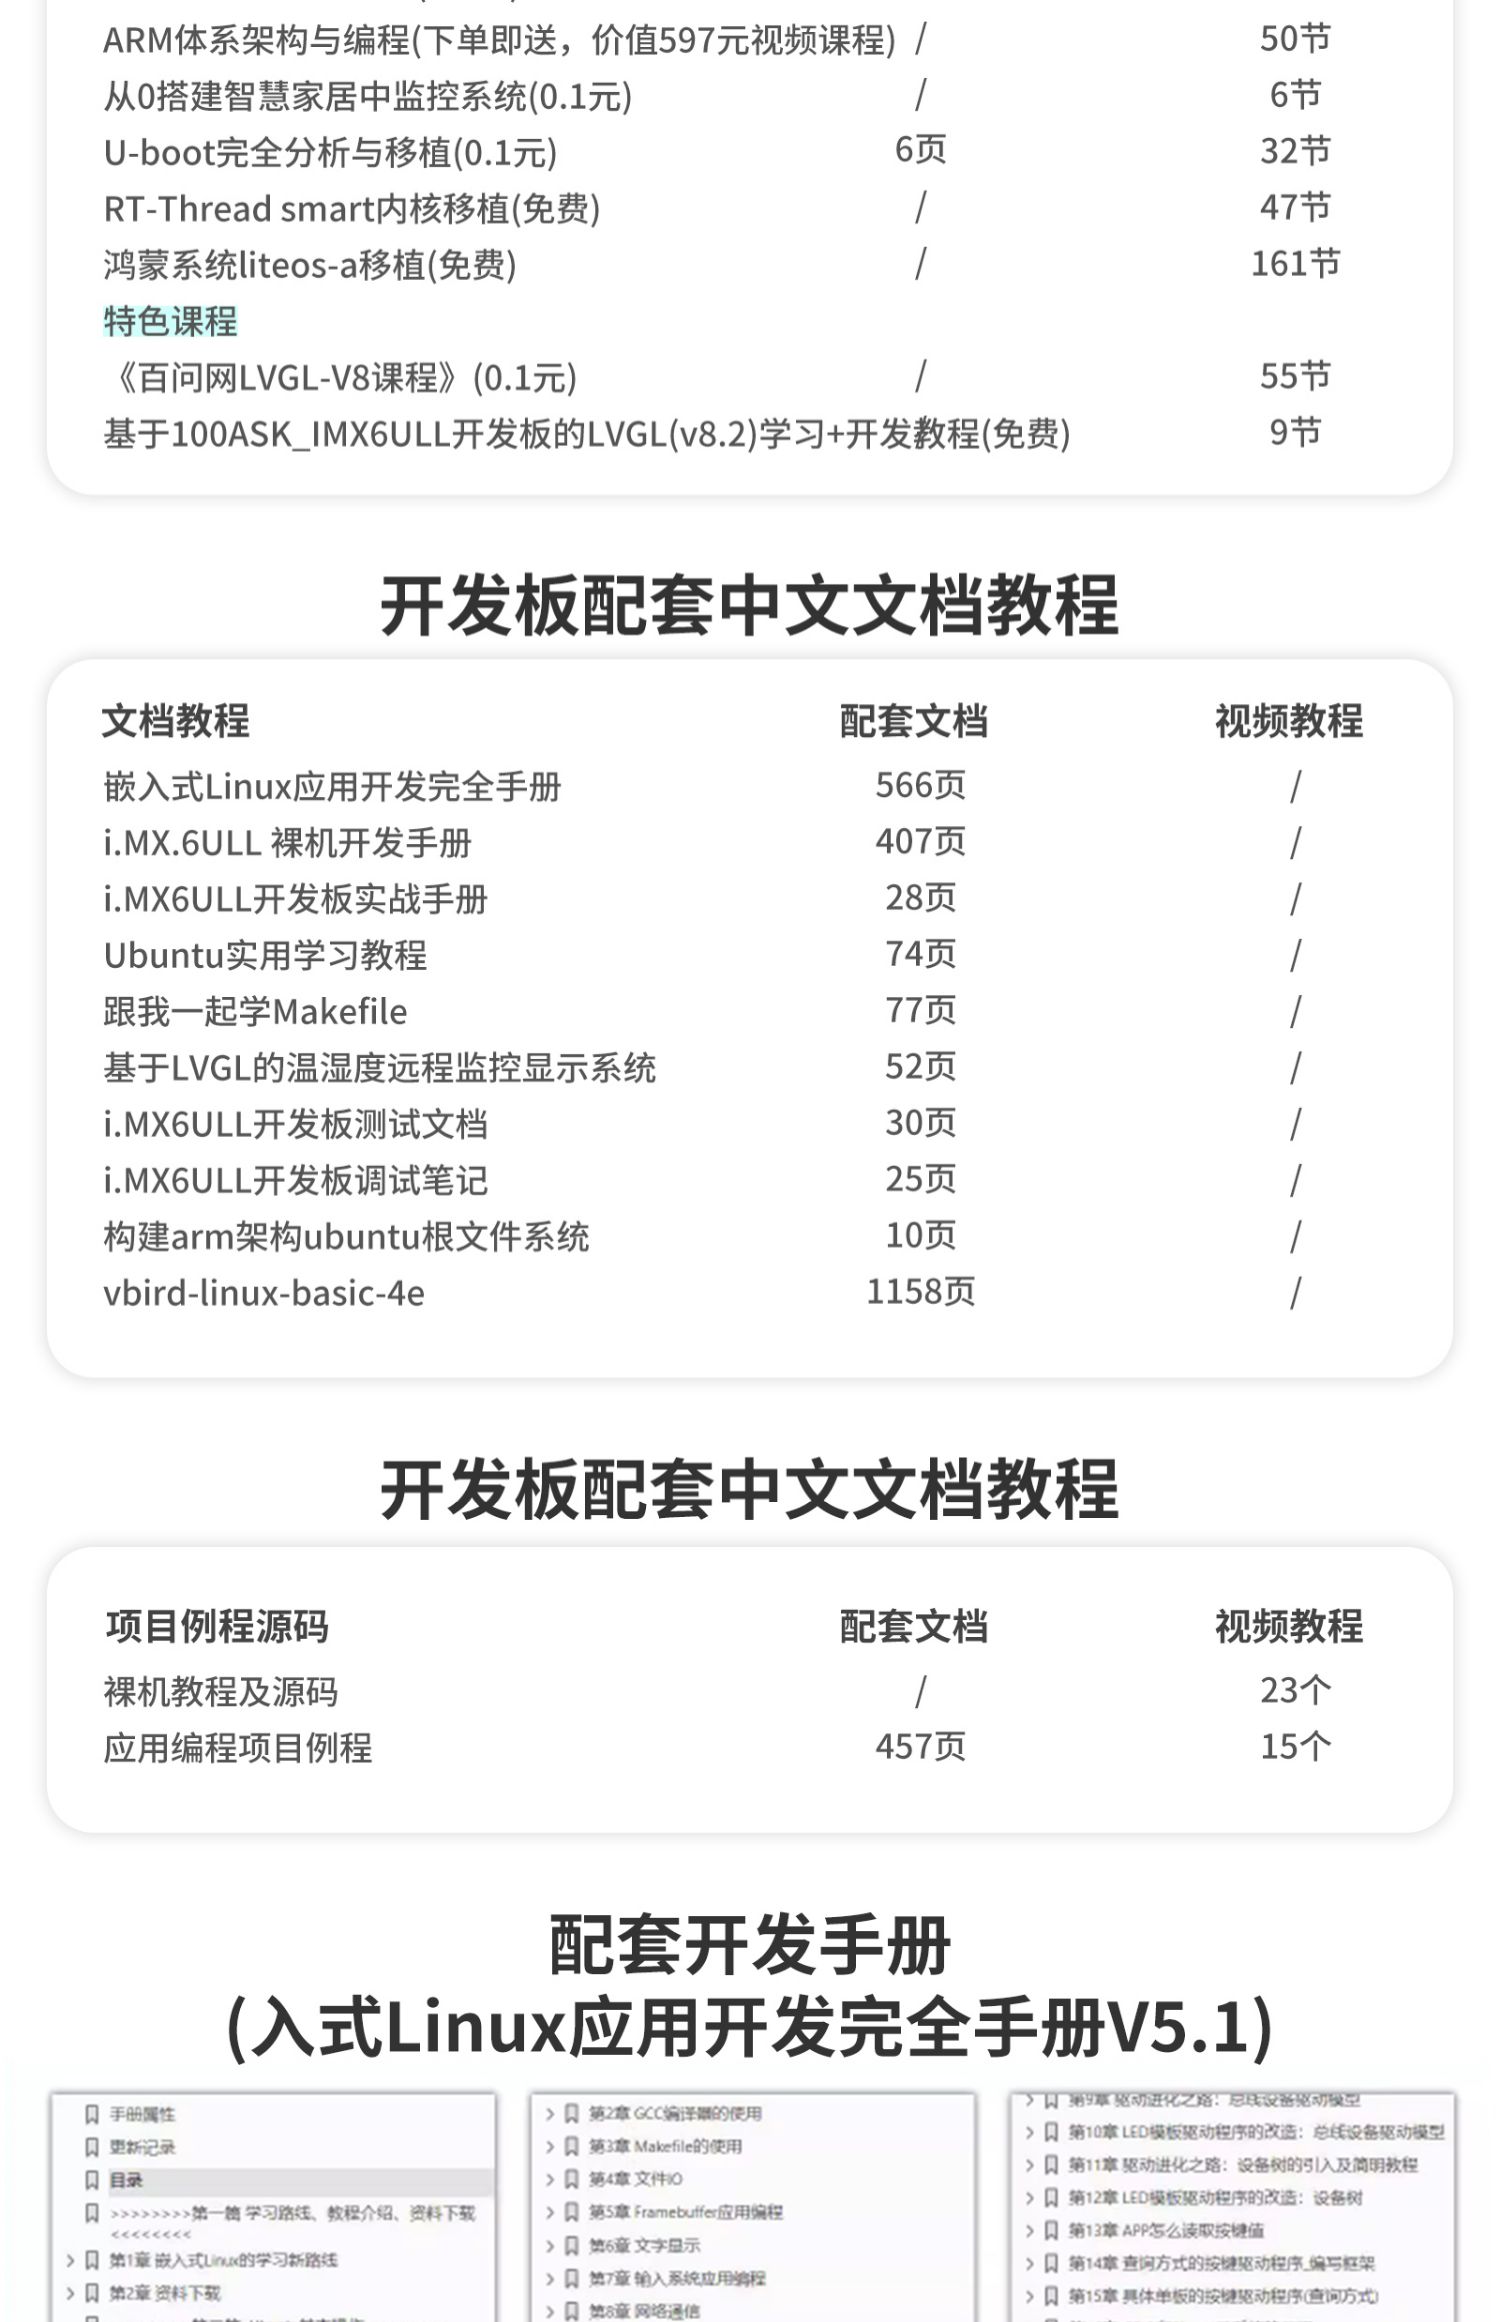 ARM体系架构与编程(下单即送，价值597元视频课程) / 50节
从0搭建智慧家居中监控系统(0.1元) / 6节
U-boot完全分析与移植(0.1元) 6页 32节
RT-Thread smart内核移植(免费) / 47节
鸿蒙系统liteos-a移植(免费) / 161节
特色课程
《百问网LVGL-V8课程》(0.1元) / 55节
基于100ASK_IMX6ULL开发板的LVGL(v8.2)学习+开发教程(免费) / 9节
开发板配套中文文档教程
文档教程 配套文档 视频教程
嵌入式Linux应用开发完全手册 566页 /
i.MX.6ULL 裸机开发手册 407页 /
i.MX6ULL开发板实战手册 28页 /
Ubuntu实用学习教程 74页 /
跟我一起学Makefile 77页 /
基于LVGL的温湿度远程监控显示系统 52页 /
i.MX6ULL开发板测试文档 30页 /
i.MX6ULL开发板调试笔记 25页 /
构建arm架构ubuntu根文件系统 10页 /
vbird-linux-basic-4e 1158页 /
开发板配套中文文档教程
项目例程源码 配套文档 视频教程
裸机教程及源码 / 23个
应用编程项目例程 457页 15个
配套开发手册
(入式Linux应用开发完全手册V5.1)
手册属性
更新记录
目录
>>>>>>>>第一篇 学习路线、教程介绍、资料下载
<<<<<<<<
第1章 嵌入式Linux的学习新路线
第2章 资料下载
第2章 GCC编译器的使用
第3章 Makefile的使用
第4章 文件IO
第5章 Framebuffer应用编程
第6章 文字显示
第7章 输入系统应用编程
第8章 网络通信
第9章 驱动进化之路：总线设备驱动模型
第10章 LED模板驱动程序的改造：总线设备驱动模型
第11章 驱动进化之路：设备树的引入及简明教程
第12章 LED模板驱动程序的改造：设备树
第13章 APP怎么读取按键值
第14章 查询方式的按键驱动程序_编写框架
第15章 具体单板的按键驱动程序(查询方式)